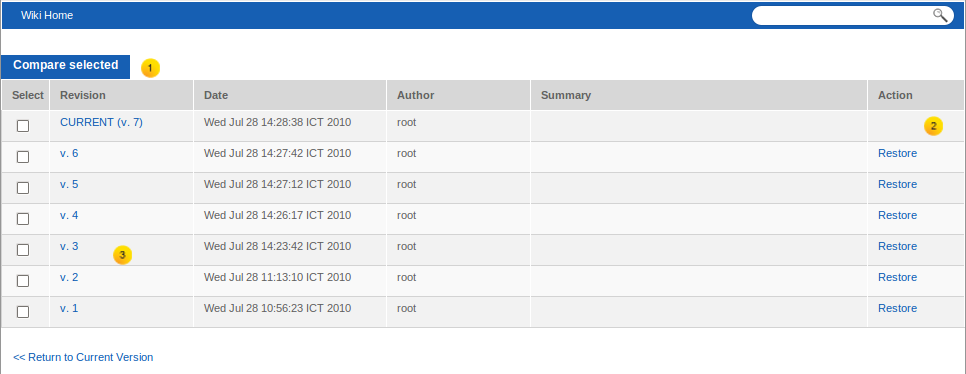 Wiki Home
Compare selected 1
Select Revision Date Author Summary Action
CURRENT (v. 7) Wed Jul 28 14:28:38 ICT 2010 root 2
v. 6 Wed Jul 28 14:27:42 ICT 2010 root Restore
v. 5 Wed Jul 28 14:27:12 ICT 2010 root Restore
v. 4 Wed Jul 28 14:26:17 ICT 2010 root Restore
v. 3 3 Wed Jul 28 14:23:42 ICT 2010 root Restore
v. 2 Wed Jul 28 11:13:10 ICT 2010 root Restore
v. 1 Wed Jul 28 10:56:23 ICT 2010 root Restore
<< Return to Current Version